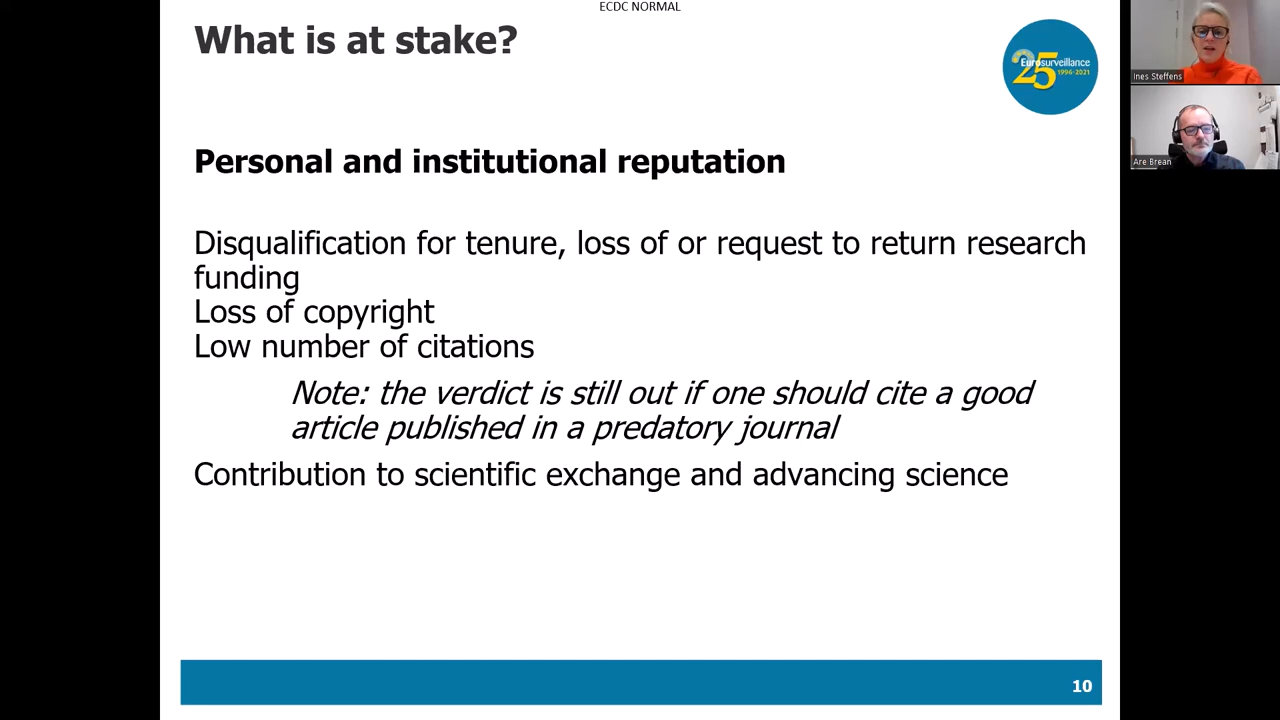 ECDC NORMAL
What is at stake?
25 Eurosurveillance
1996-2021
Personal and institutional reputation
Disqualification for tenure, loss of or request to return research
funding
Loss of copyright
Low number of citations
Note: the verdict is still out if one should cite a good
article published in a predatory journal
Contribution to scientific exchange and advancing science
10
Ines Steffens
Are Brean